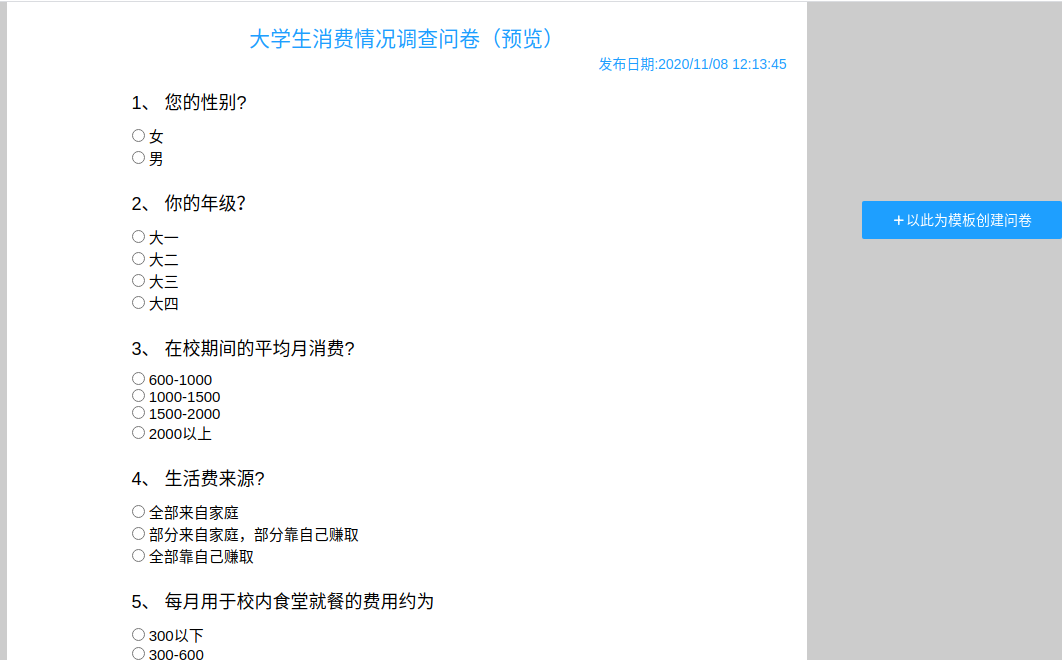 大学生消费情况调查问卷（预览）
发布日期:2020/11/08 12:13:45
1、 您的性别?
女
男
2、 你的年级?
大一
大二
大三
大四
+以此为模板创建问卷
3、 在校期间的平均月消费?
600-1000
1000-1500
1500-2000
2000以上
4、 生活费来源?
全部来自家庭
部分来自家庭，部分靠自己赚取
全部靠自己赚取
5、 每月用于校内食堂就餐的费用约为
300以下
300-600